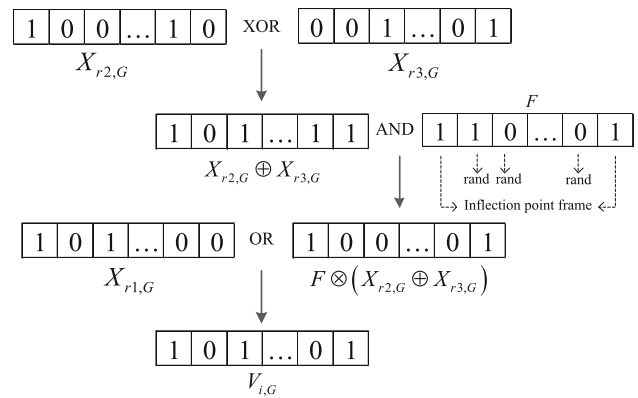 1 0 0 … 1 0 XOR 0 0 1 … 0 1
X_{r2,G} X_{r3,G}
F
1 0 1 … 1 1 AND 1 1 0 … 0 1
X_{r2,G} ⊕ X_{r3,G}
rand rand rand
Inflection point frame
1 0 1 … 0 0 OR 1 0 0 … 0 1
X_{r1,G} F ⊗ (X_{r2,G} ⊕ X_{r3,G})
1 0 1 … 0 1
V_{i,G}